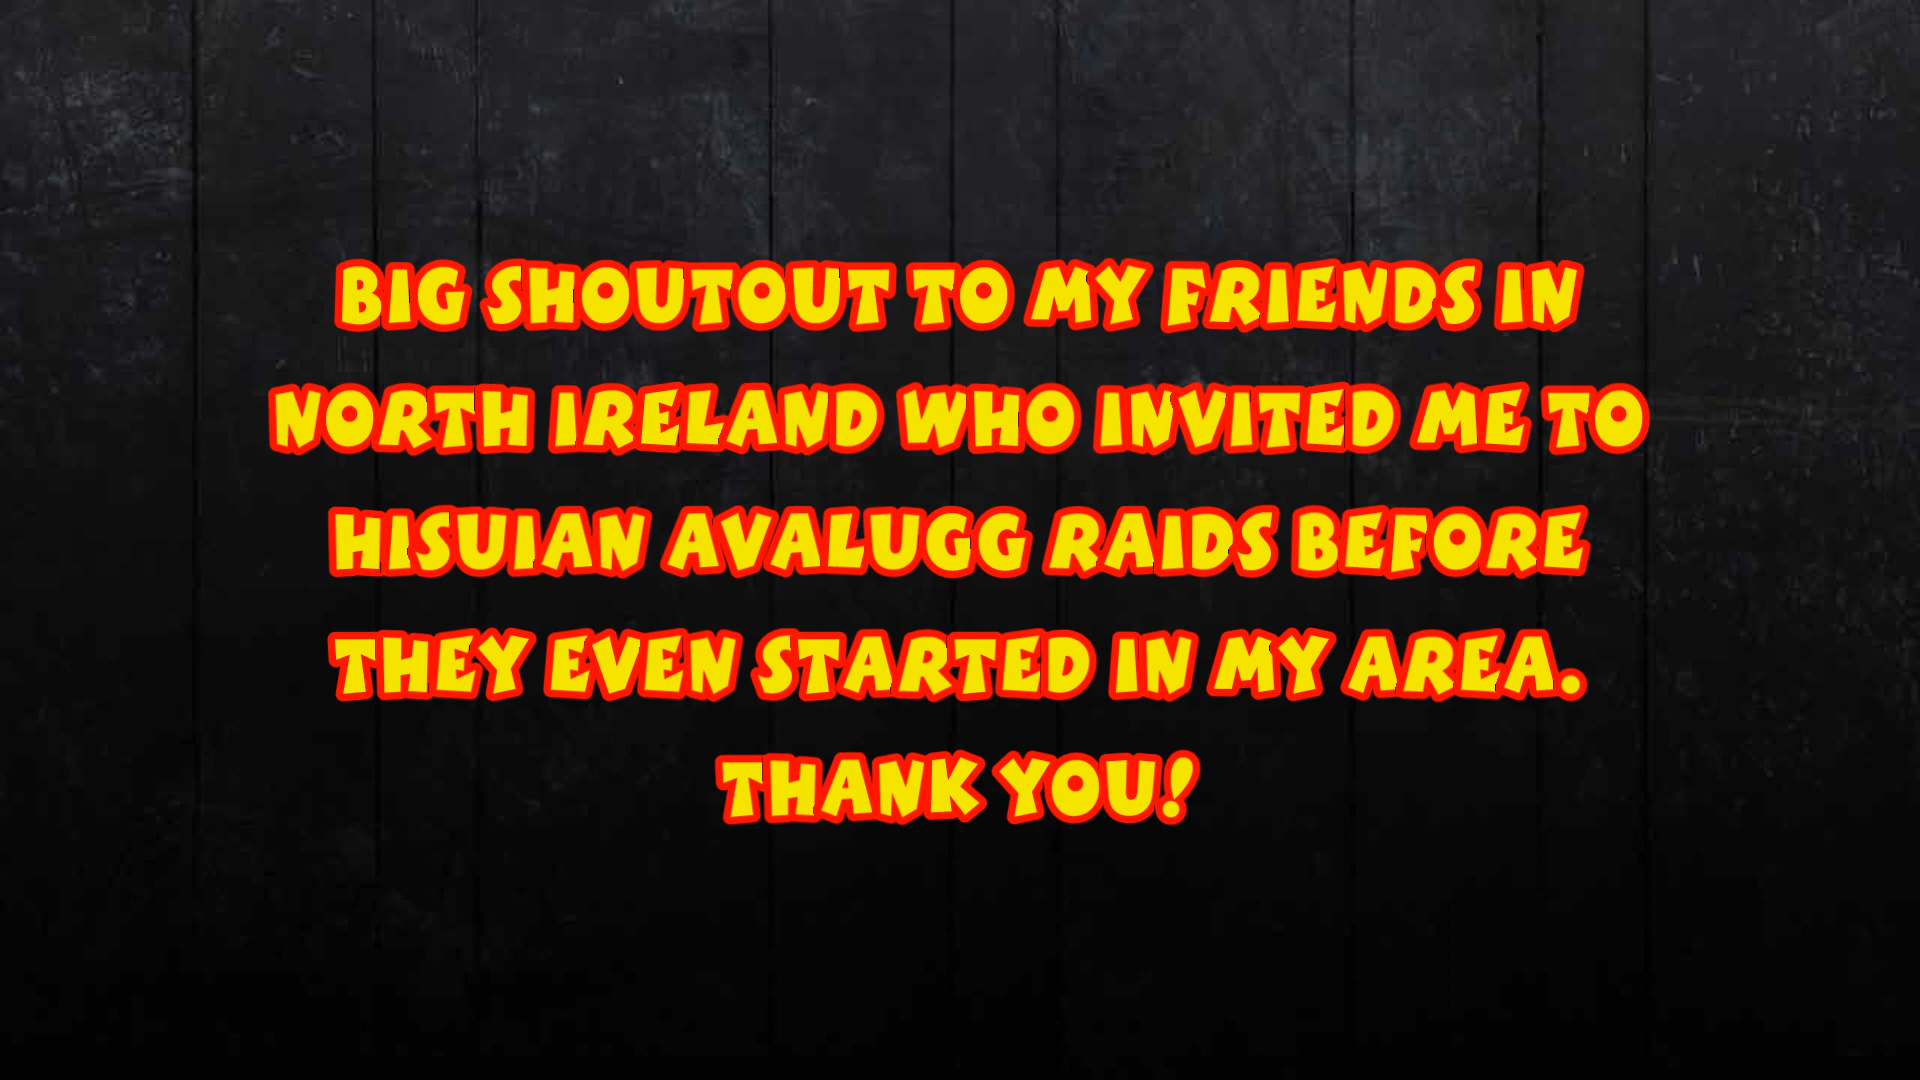 BIG SHOUTOUT TO MY FRIENDS IN
NORTH IRELAND WHO INVITED ME TO
HISUIAN AVALUGG RAIDS BEFORE
THEY EVEN STARTED IN MY AREA.
THANK YOU!